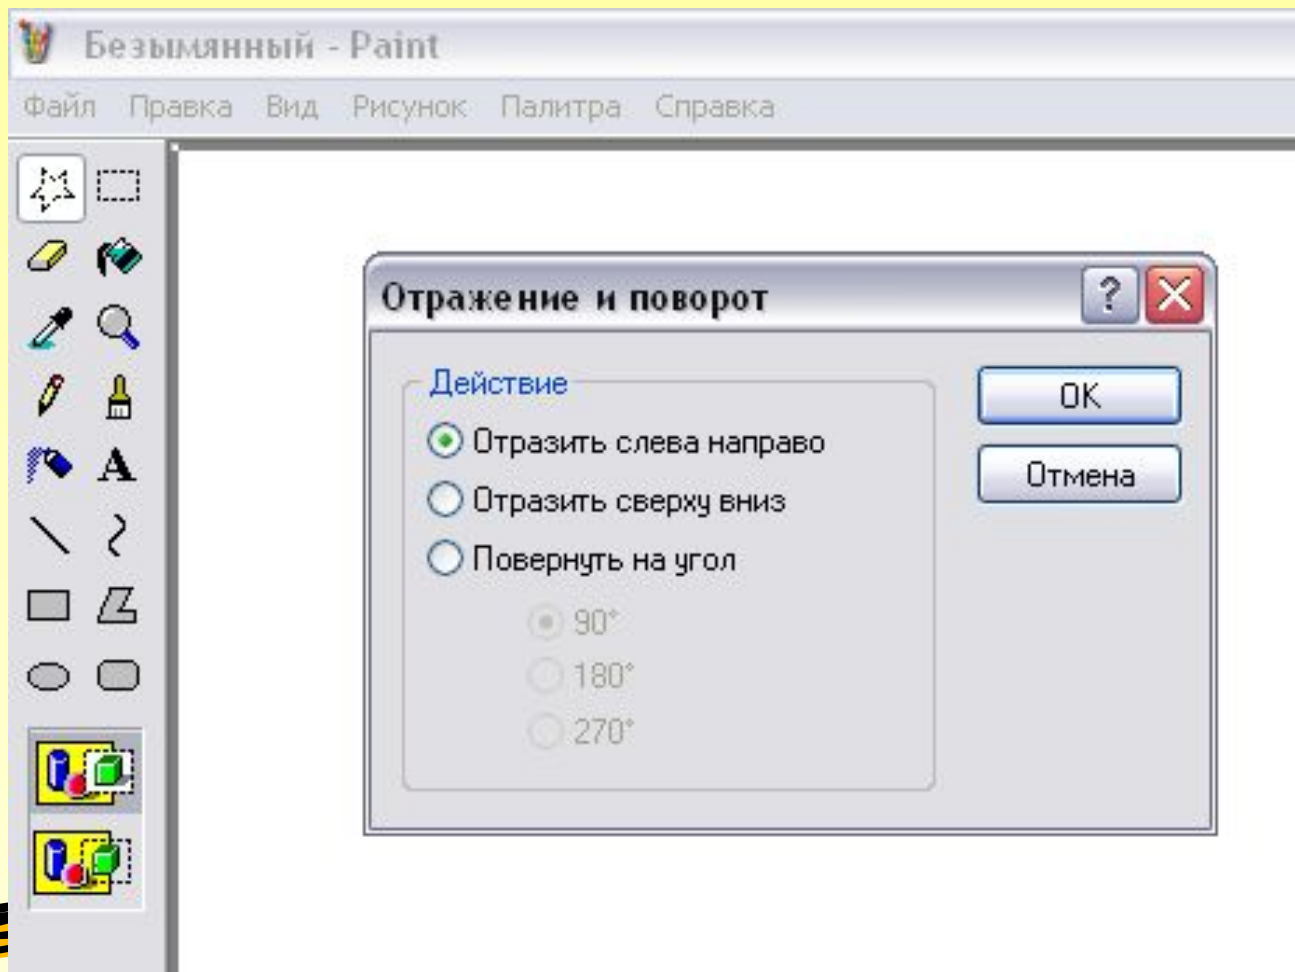 Безымянный - Paint
Файл Правка Вид Рисунок Палитра Справка
Отражение и поворот
Действие
Отразить слева направо
Отразить сверху вниз
Повернуть на угол
90°
180°
270°
OK
Отмена